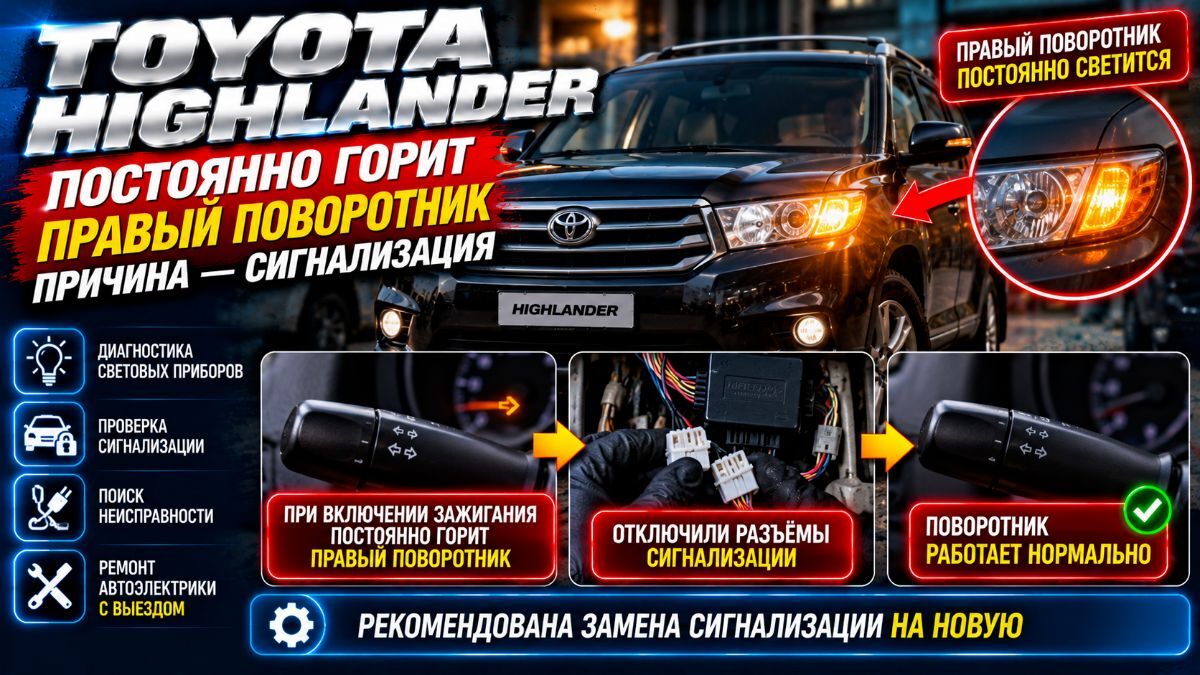 TOYOTA
HIGHLANDER
ПОСТОЯННО ГОРИТ
ПРАВЫЙ ПОВОРОТНИК
ПРИЧИНА — СИГНАЛИЗАЦИЯ
ПРАВЫЙ ПОВОРОТНИК
ПОСТОЯННО СВЕТИТСЯ
HIGHLANDER
ДИАГНОСТИКА
СВЕТОВЫХ ПРИБОРОВ
ПРОВЕРКА
СИГНАЛИЗАЦИИ
ПОИСК
НЕИСПРАВНОСТИ
РЕМОНТ
АВТОЭЛЕКТРИКИ
С ВЫЕЗДОМ
ПРИ ВКЛЮЧЕНИИ ЗАЖИГАНИЯ
ПОСТОЯННО ГОРИТ
ПРАВЫЙ ПОВОРОТНИК
ОТКЛЮЧИЛИ РАЗЪЁМЫ
СИГНАЛИЗАЦИИ
ПОВОРОТНИК
РАБОТАЕТ НОРМАЛЬНО
РЕКОМЕНДОВАНА ЗАМЕНА СИГНАЛИЗАЦИИ НА НОВУЮ